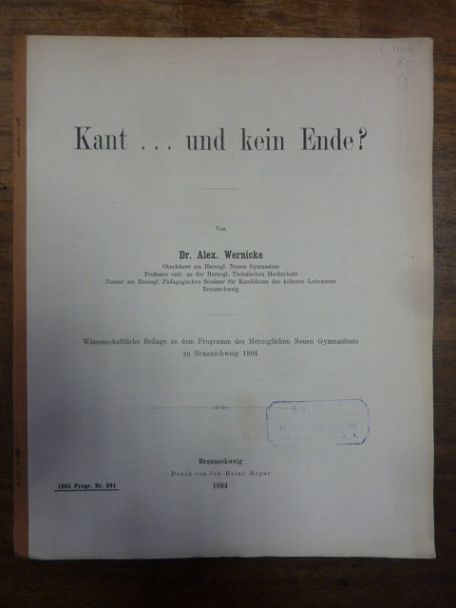 Kant ... und kein Ende?
Von
Dr. Alex. Wernicke
Oberlehrer am Herzogl. Neuen Gymnasium
Professor extr. an der Herzogl. Technischen Hochschule
Dozent am Herzogl. Pädagogischen Seminar für Kandidaten des höheren Lehramtes
Braunschweig
Wissenschaftliche Beilage zu dem Programm des Herzoglichen Neuen Gymnasiums
zu Braunschweig 1894
Braunschweig
Druck von Joh. Heinr. Meyer
1894 Progr. Nr. 691
1894